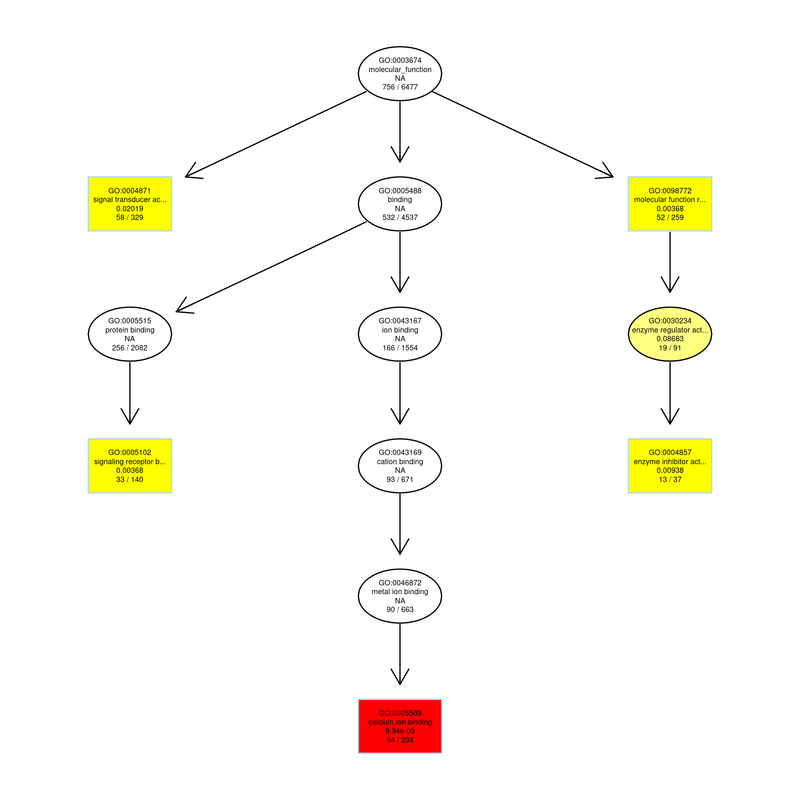 GO:0003674
molecular_function
NA
756 / 6477
GO:0004871
signal transducer ac...
0.02019
58 / 329
GO:0005488
binding
NA
532 / 4537
GO:0098772
molecular function r...
0.00368
52 / 259
GO:0005515
protein binding
NA
256 / 2082
GO:0043167
ion binding
NA
166 / 1554
GO:0030234
enzyme regulator act...
0.08683
19 / 91
GO:0005102
signaling receptor b...
0.00368
33 / 140
GO:0043169
cation binding
NA
93 / 671
GO:0004857
enzyme inhibitor act...
0.00938
13 / 37
GO:0046872
metal ion binding
NA
90 / 663
GO:0005509
calcium ion binding
9.34e-05
54 / 234